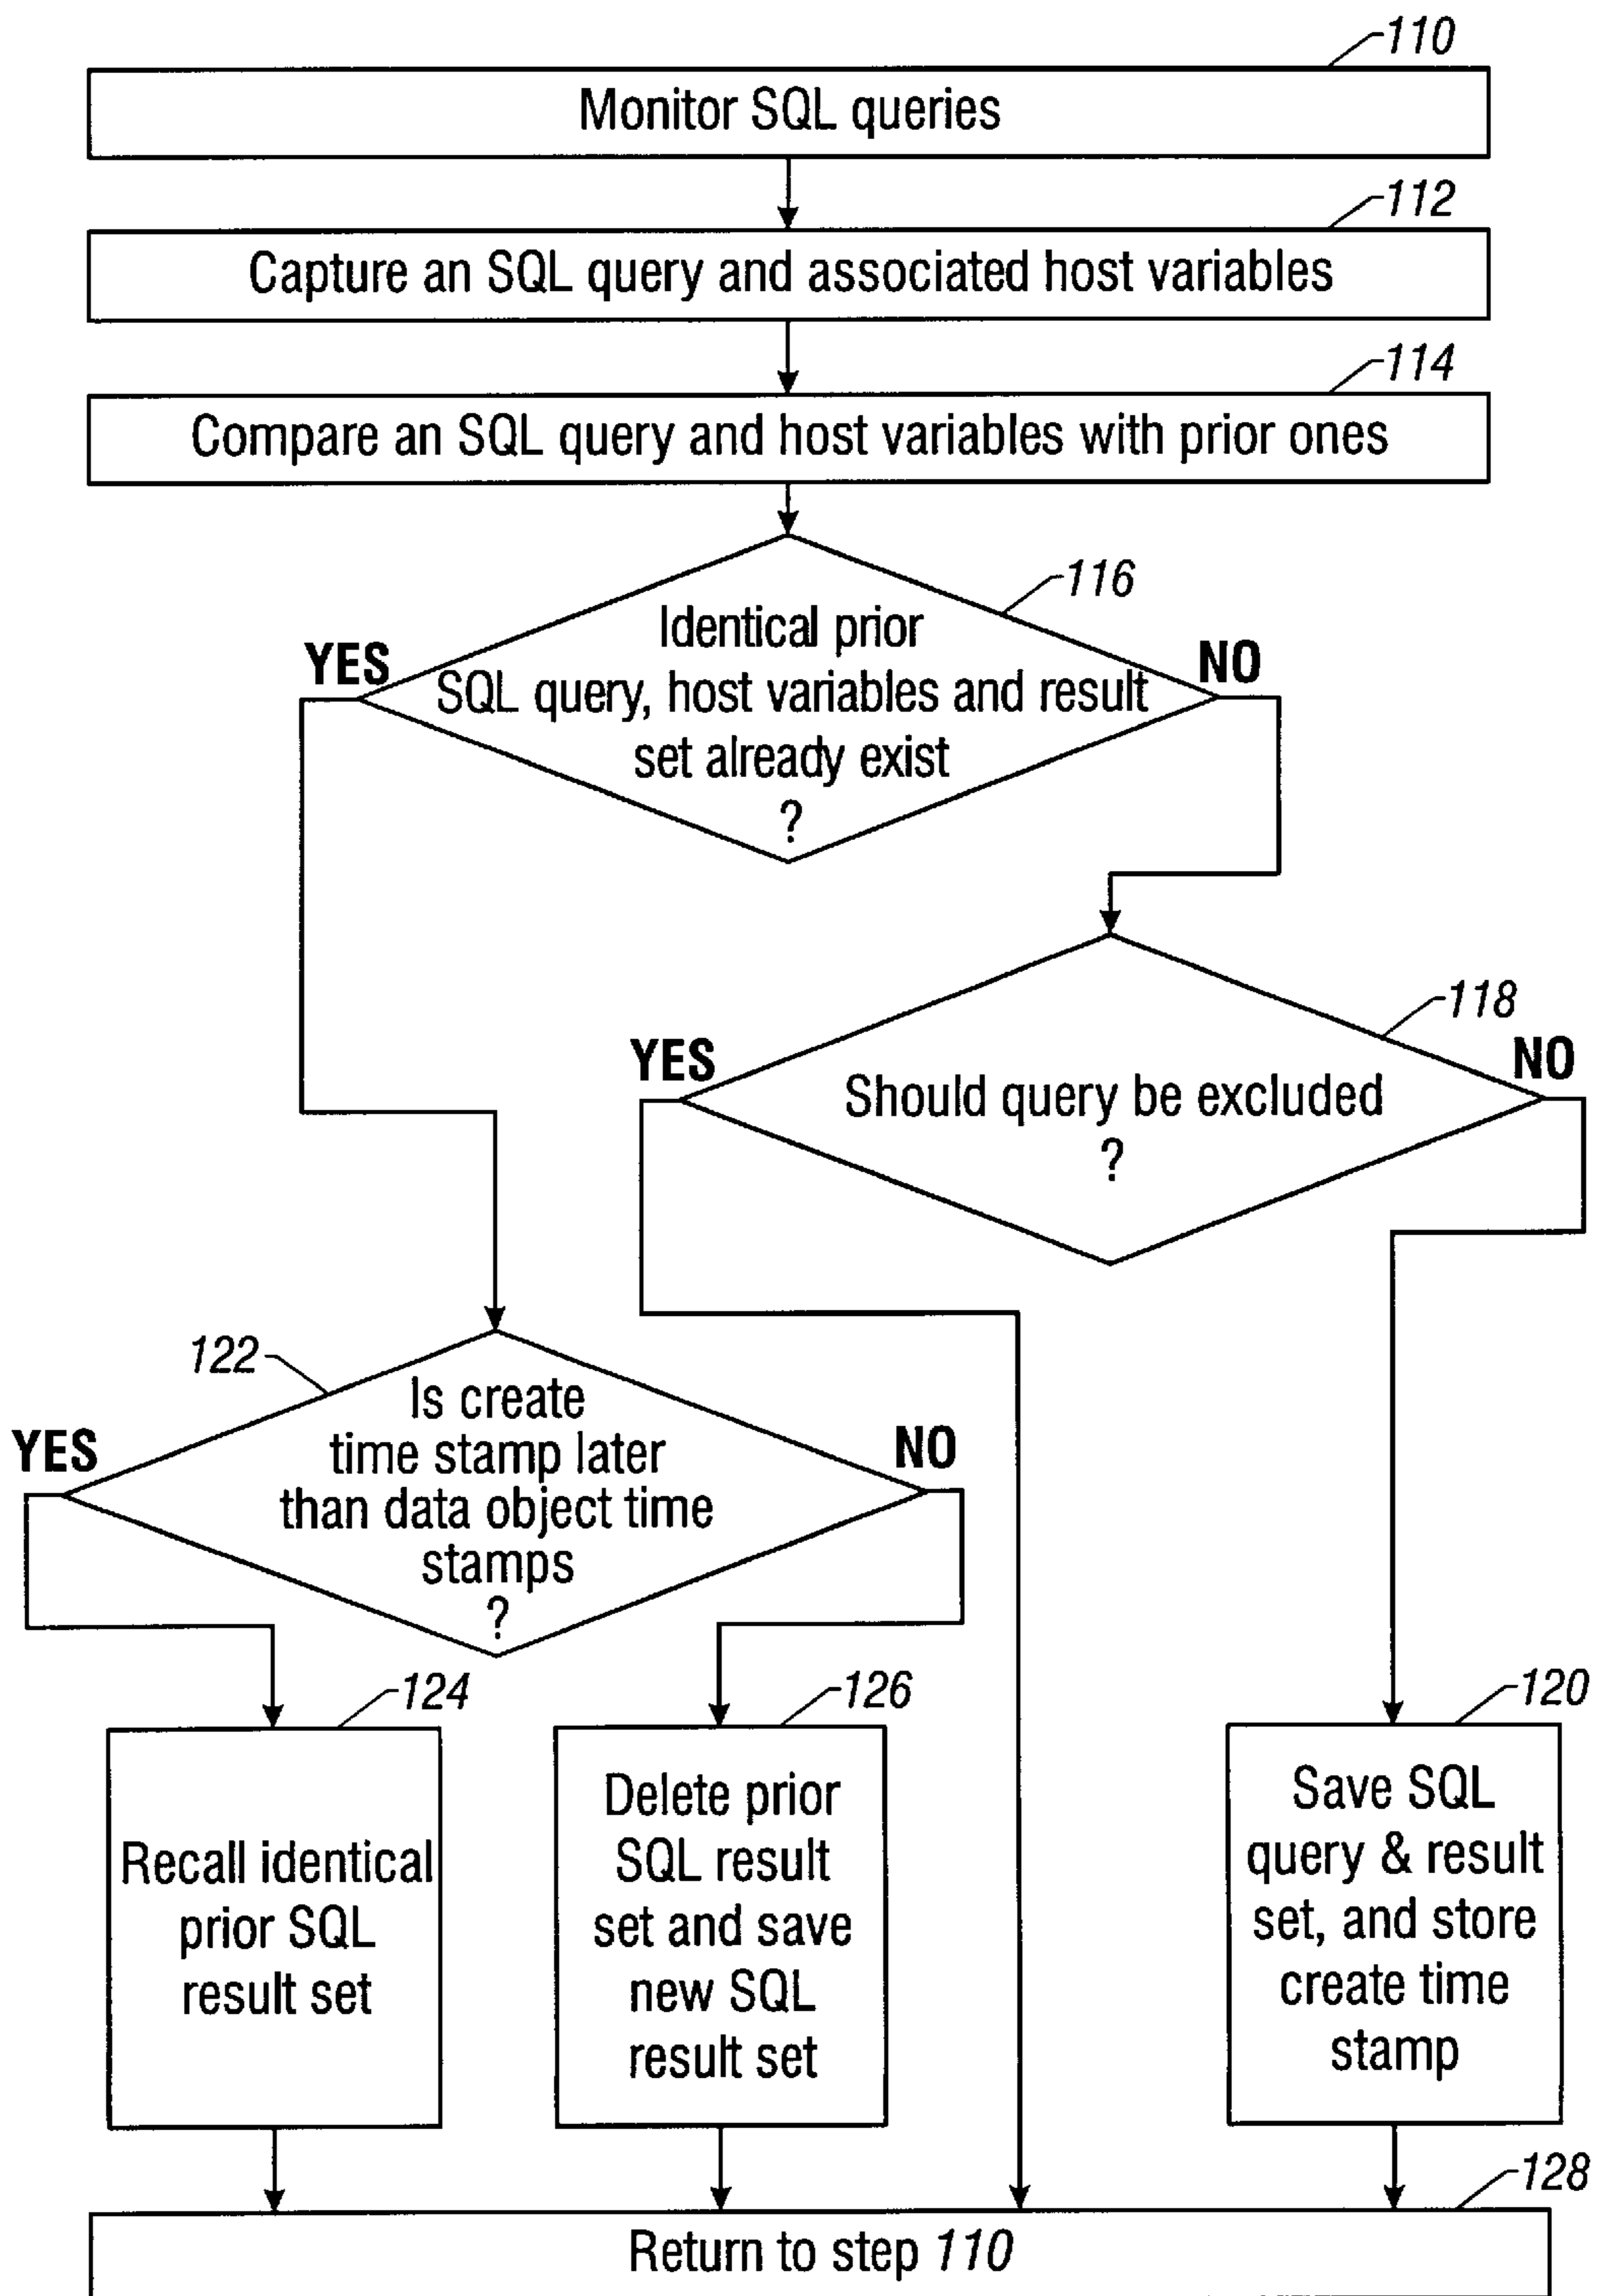 110
Monitor SQL queries
112
Capture an SQL query and associated host variables
114
Compare an SQL query and host variables with prior ones
116
Identical prior
YES
NO
SQL query, host variables and result
set already exist
?
118
YES
NO
Should query be excluded
?
122
Is create
YES
time stamp later
NO
than data object time
stamps
?
124
126
120
Recall identical
prior SQL
result set
Delete prior
SQL result
set and save
new SQL
result set
Save SQL
query & result
set, and store
create time
stamp
128
Return to step 110